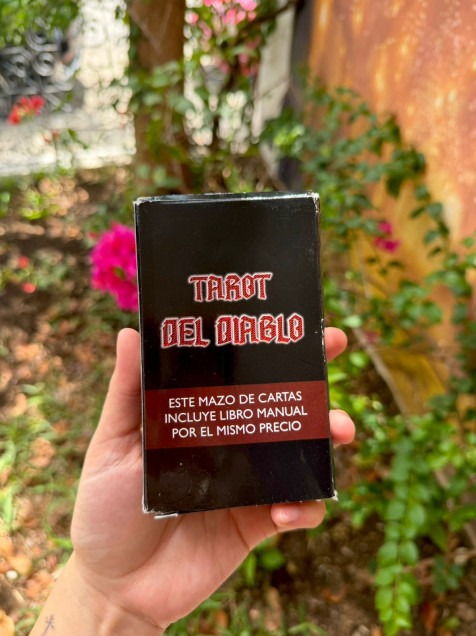 TAROT
DEL DIABLO
ESTE MAZO DE CARTAS
INCLUYE LIBRO MANUAL
POR EL MISMO PRECIO